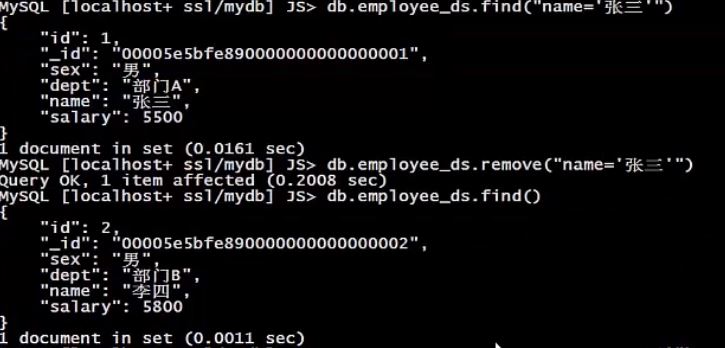 MySQL [localhost+ ssl/mydb] JS> db.employee_ds.find("name='张三'")
{
    "id": 1,
    "_id": "00005e5bfe890000000000000001",
    "sex": "男",
    "dept": "部门A",
    "name": "张三",
    "salary": 5500
}
1 document in set (0.0161 sec)
MySQL [localhost+ ssl/mydb] JS> db.employee_ds.remove("name='张三'")
Query OK, 1 item affected (0.2008 sec)
MySQL [localhost+ ssl/mydb] JS> db.employee_ds.find()
{
    "id": 2,
    "_id": "00005e5bfe890000000000000002",
    "sex": "男",
    "dept": "部门B",
    "name": "李四",
    "salary": 5800
}
1 document in set (0.0011 sec)